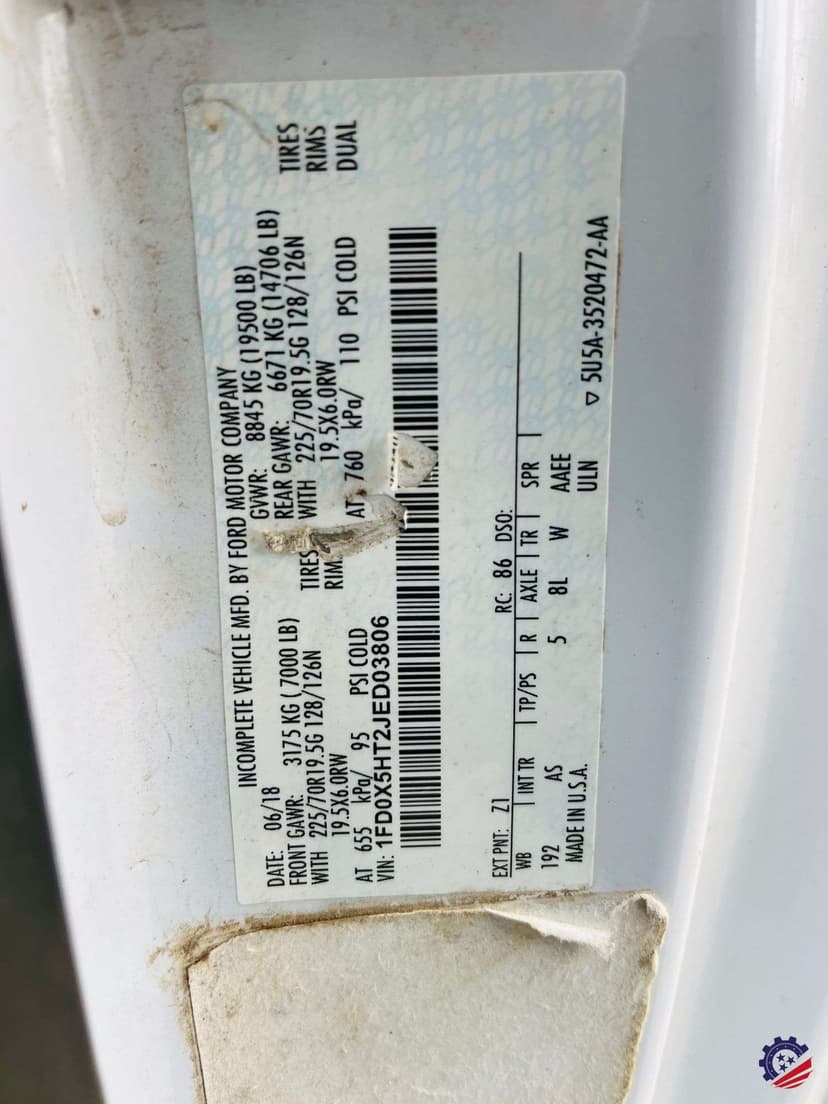 INCOMPLETE VEHICLE MFD. BY FORD MOTOR COMPANY
DATE: 06/18 GVWR: 8845 KG (19500 LB)
FRONT GAWR: 3175 KG ( 7000 LB) REAR GAWR: 6671 KG (14706 LB)
WITH 225/70R19.5G 128/126N TIRES WITH 225/70R19.5G 128/126N TIRES
19.5X6.0RW RIM 19.5X6.0RW RIMS
AT 655 kPa/ 95 PSI COLD AT 760 kPa/ 110 PSI COLD DUAL
VIN: 1FD0X5HT2JED03806
EXT PNT: Z1 RC: 86 DSO:
WB INT TR TP/PS R AXLE TR SPR
192 AS 5 8L W AAEE
MADE IN U.S.A. ULN
▽ 5U5A-3520472-AA